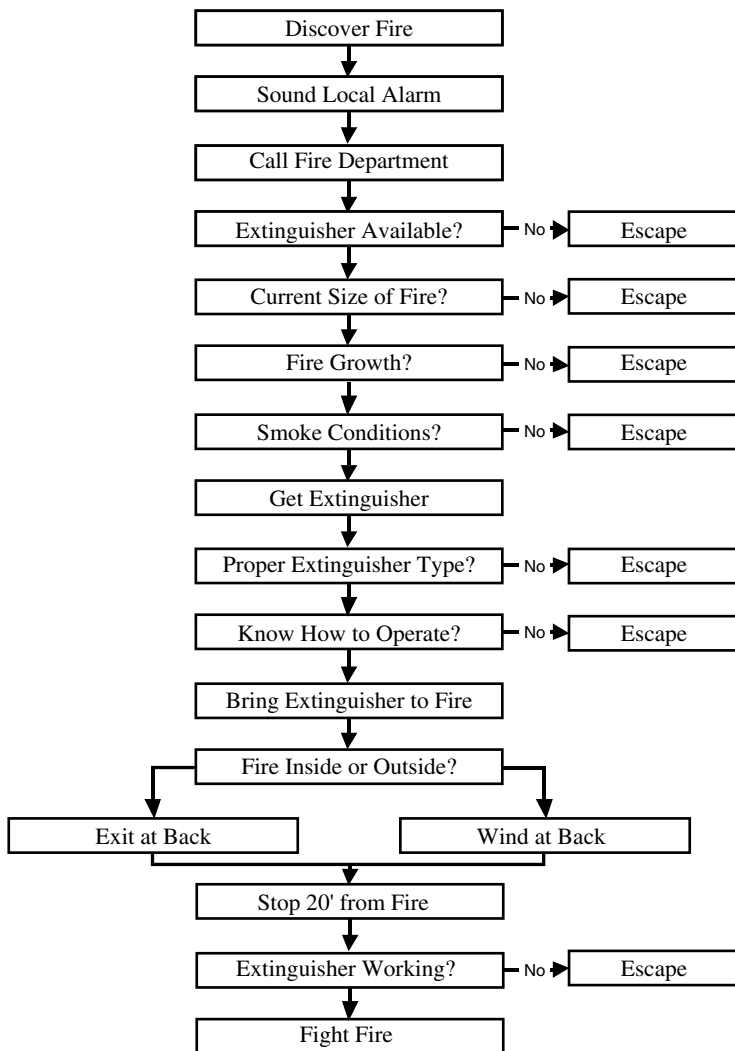 Discover Fire
Sound Local Alarm
Call Fire Department
Extinguisher Available?
No
Escape
Current Size of Fire?
No
Escape
Fire Growth?
No
Escape
Smoke Conditions?
No
Escape
Get Extinguisher
Proper Extinguisher Type?
No
Escape
Know How to Operate?
No
Escape
Bring Extinguisher to Fire
Fire Inside or Outside?
Exit at Back
Wind at Back
Stop 20' from Fire
Extinguisher Working?
No
Escape
Fight Fire